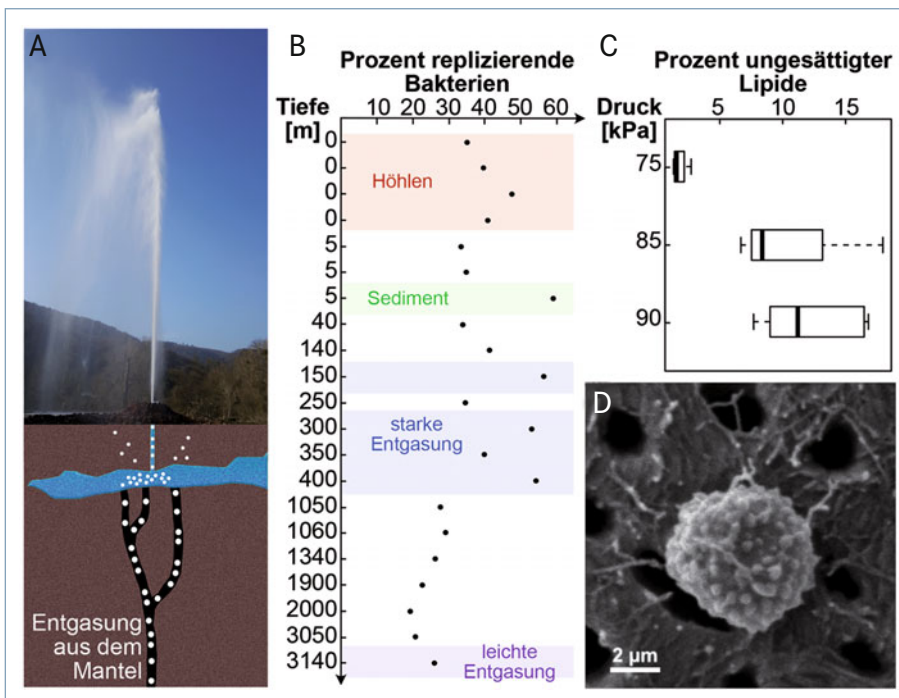 A
Entgasung
aus dem
Mantel
B
Prozent replizierende
Bakterien
Tiefe
[m]
10 20 30 40 50 60
0
0
Höhlen
0
0
5
5
5
Sediment
40
140
150
250
300
starke
Entgasung
350
400
1050
1060
1340
1900
2000
3050
3140
leichte
Entgasung
C
Prozent ungesättigter
Lipide
Druck
[kPa]
5 10 15
75
85
90
D
2 µm